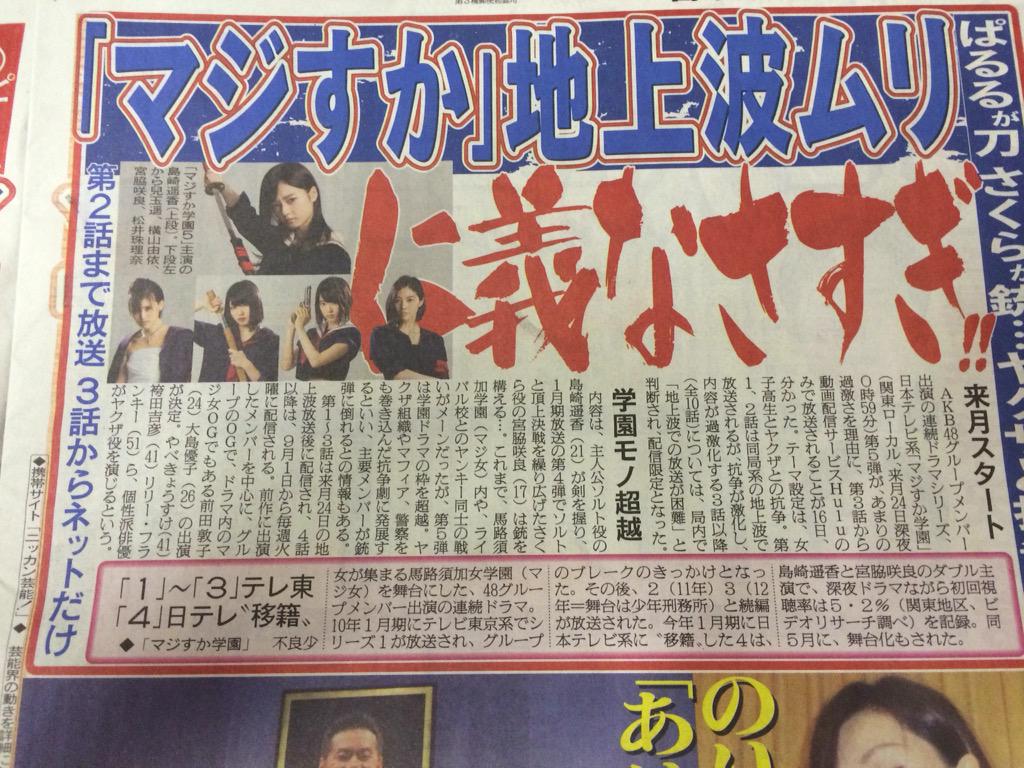 「マジすか」地上波ムリ
ぱるるが刀 さくらが銃…ヤクザと
仁義なさすぎ!!
第2話まで放送 3話からネットだけ
「マジすか学園5」主演の
島崎遥香(上段)。下段左
から兒玉遥、横山由依、
宮脇咲良、松井珠理奈
来月スタート
AKB48グループメンバー
出演の連続ドラマシリーズ、
日本テレビ系「マジすか学園」
(関東ローカル 来月24日深夜
0時59分)第5弾が、あまりの
過激さを理由に、第3話から
動画配信サービスHuluの
みで放送されることが16日、
分かった。テーマ設定は、女
子高生とヤクザとの抗争。第
1、2話は同局系の地上波で
放送されるが、抗争が激化し、
内容が過激化する3話以降
(全10話)については、局内で
「地上波での放送が困難」と
判断され、配信限定となった。
学園モノ超越
内容は、主人公ソルト役の
島崎遥香(21)が剣を握り、
1月期放送の第4弾でソルト
と頂上決戦を繰り広げたさく
ら役の宮脇咲良(17)は銃を
構える…。これまで、馬路須
加学園(マジ女)内や、ライ
バル校とのヤンキー同士の戦
いがメーンだったが、第5弾
は学園ドラマの枠を超越。ヤ
クザ組織やマフィア、警察を
も巻き込んだ抗争劇に発展す
るといい、主要メンバーが銃
弾に倒れるとの情報もある。
第1~3話は来月24日の地
上波放送後に配信され、4話
以降は、9月1日から毎週火
曜に配信される。前作に出演
したメンバーを中心に、グル
ープのOGで、ドラマ内のマ
ジ女のOGでもある前田敦子
(24)大島優子(26)の出演
が決定。やべきょうすけ(41)
袴田吉彦(41)リリー・フラ
ンキー(51)ら、個性派俳優
がヤクザ役を演じるという。
「1」~「3」テレ東
「4」日テレ〝移籍〟
◆「マジすか学園」 不良少
女が集まる馬路須加女学園(マ
ジ女)を舞台にした、48グルー
プメンバー出演の連続ドラマ。
10年1月期にテレビ東京系でシ
リーズ1が放送され、グループ
のブレークのきっかけとなっ
た。その後、2(11年)3(12
年=舞台は少年刑務所)と続編
が放送された。今年1月期に日
本テレビ系に〝移籍〟した4は、
島崎遥香と宮脇咲良のダブル主
演で、深夜ドラマながら初回視
聴率は5・2%(関東地区、ビ
デオリサーチ調べ)を記録。同
5月に、舞台化もされた。
◆携帯サイト「ニッカン芸能!」◆
芸能界の動きを詳細に
のり
「あ